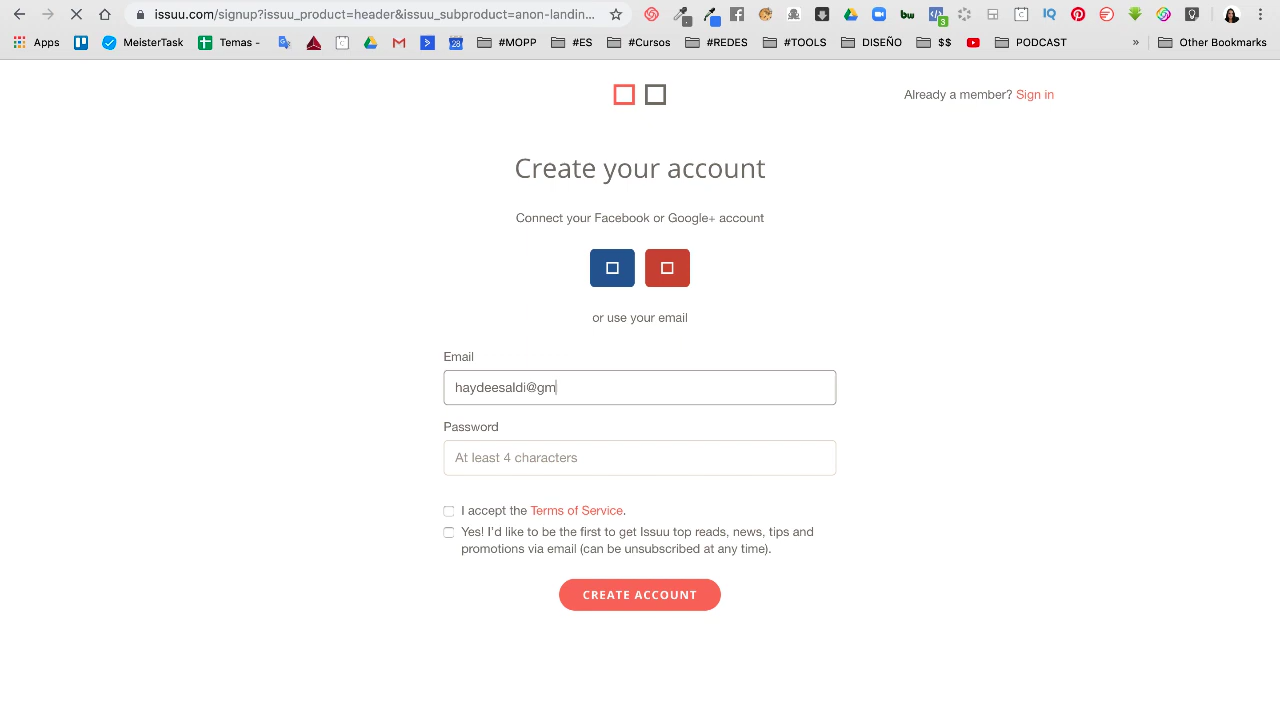 issuu.com/signup?issuu_product=header&issuu_subproduct=anon-landin...
Apps MeisterTask Temas - 28 #MOPP #ES #Cursos #REDES #TOOLS DISEÑO $$ PODCAST » Other Bookmarks
Already a member? Sign in
Create your account
Connect your Facebook or Google+ account
or use your email
Email
haydeesaldi@gm
Password
At least 4 characters
I accept the Terms of Service.
Yes! I'd like to be the first to get Issuu top reads, news, tips and
promotions via email (can be unsubscribed at any time).
CREATE ACCOUNT